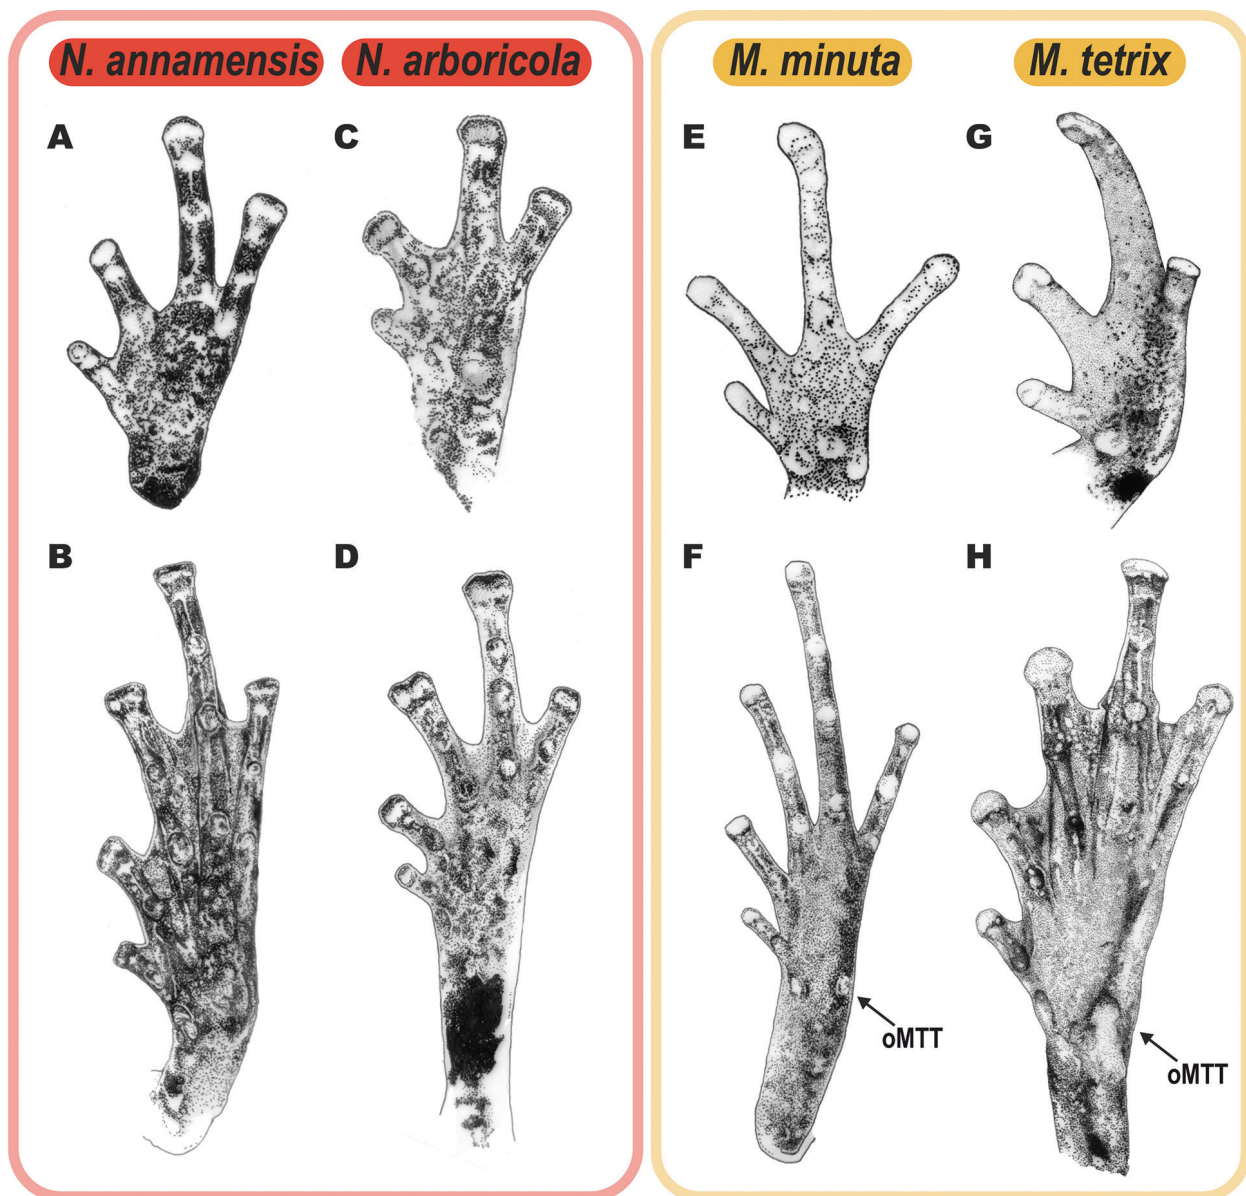 N. annamensis
N. arboricola
M. minuta
M. tetrix
A
C
E
G
B
D
F
H
oMTT
oMTT